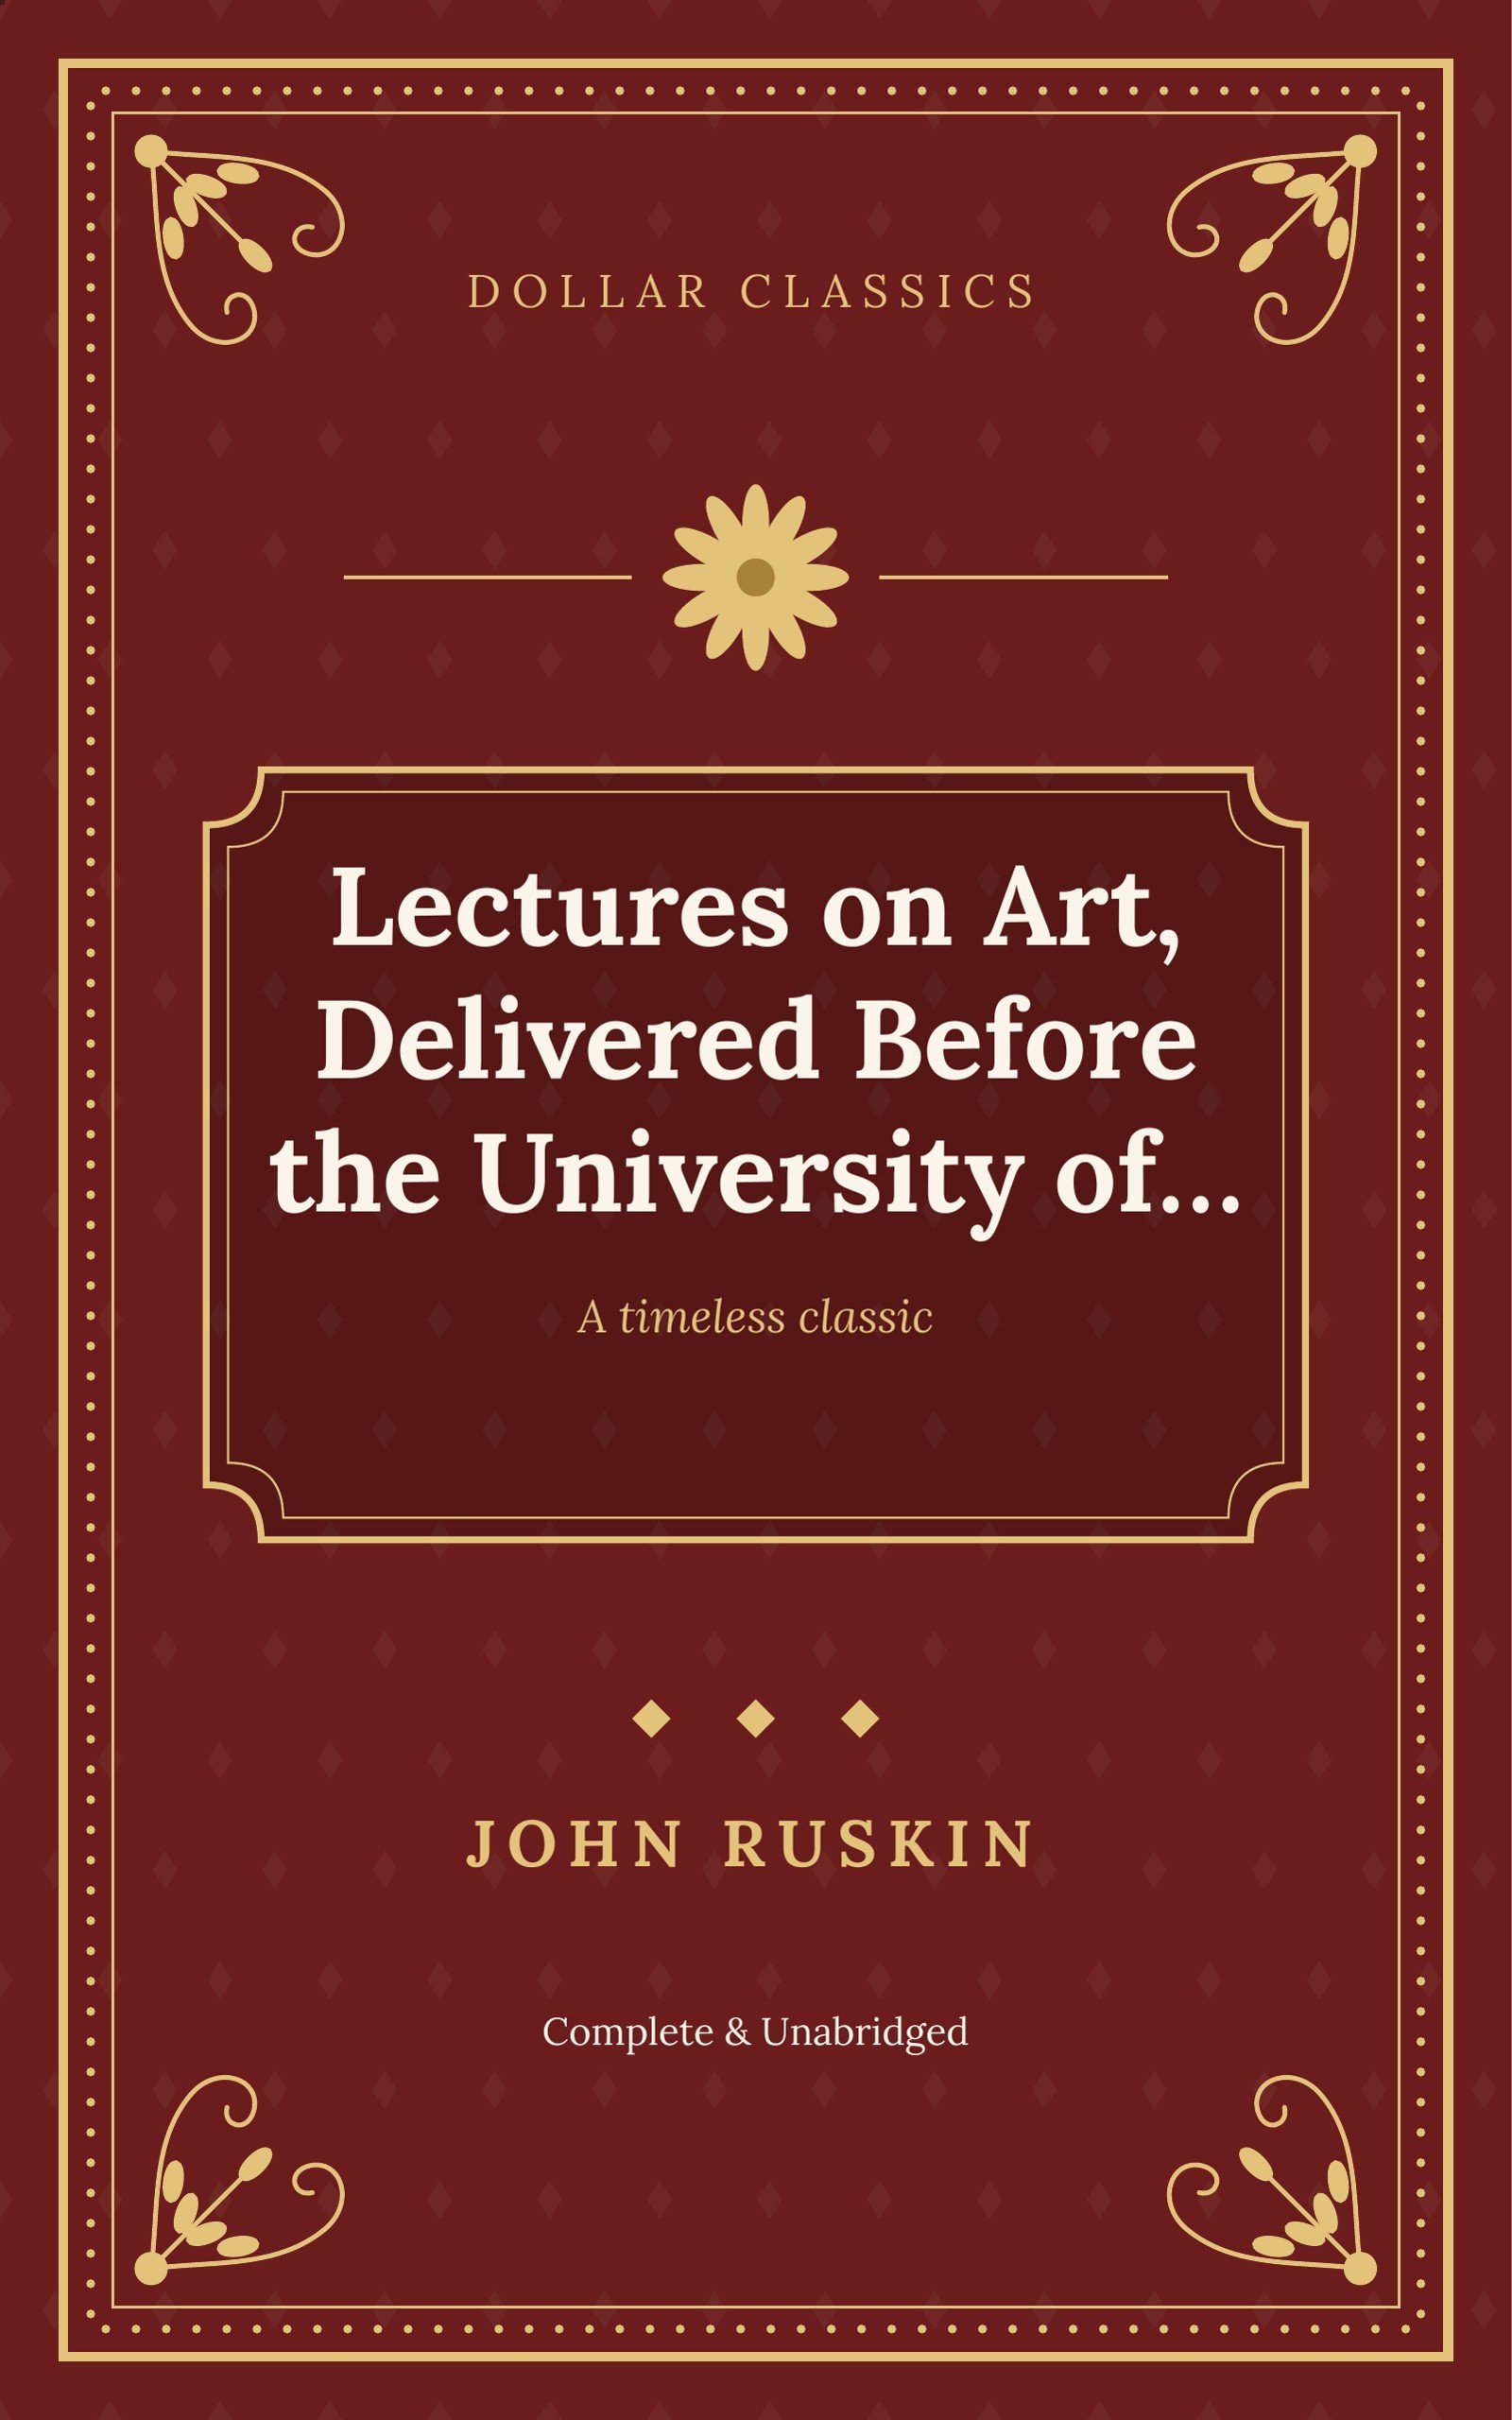 DOLLAR CLASSICS
Lectures on Art,
Delivered Before
the University of...
A timeless classic
JOHN RUSKIN
Complete & Unabridged